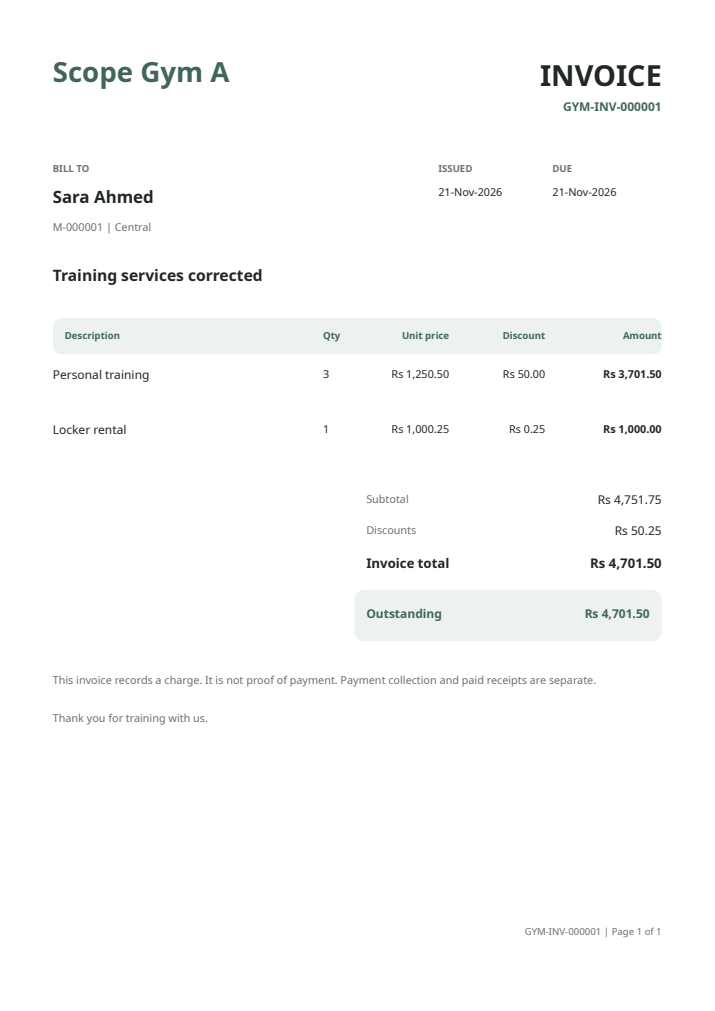 Scope Gym A
INVOICE
GYM-INV-000001
BILL TO
ISSUED
DUE
Sara Ahmed
21-Nov-2026
21-Nov-2026
M-000001 | Central
Training services corrected
Description Qty Unit price Discount Amount
Personal training 3 Rs 1,250.50 Rs 50.00 Rs 3,701.50
Locker rental 1 Rs 1,000.25 Rs 0.25 Rs 1,000.00
Subtotal Rs 4,751.75
Discounts Rs 50.25
Invoice total Rs 4,701.50
Outstanding Rs 4,701.50
This invoice records a charge. It is not proof of payment. Payment collection and paid receipts are separate.
Thank you for training with us.
GYM-INV-000001 | Page 1 of 1